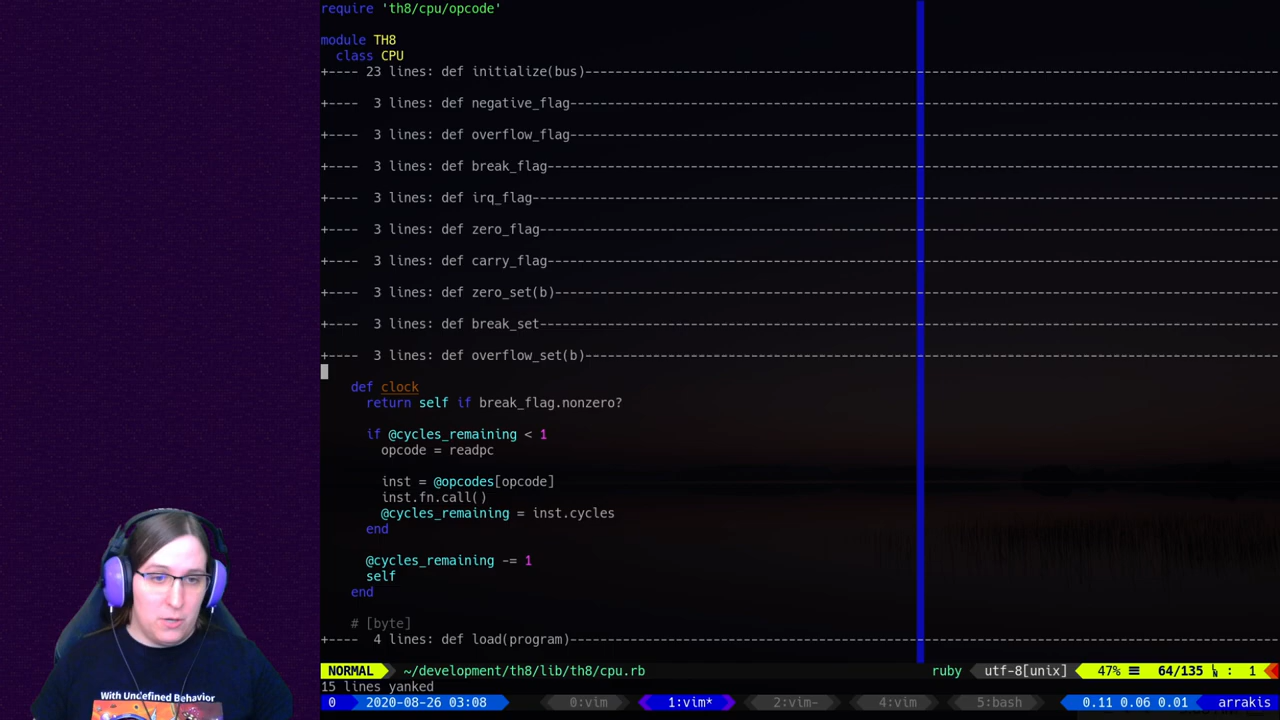 require 'th8/cpu/opcode'
module TH8
class CPU
+---- 23 lines: def initialize(bus)----------------------------------------------------------------------------------------------
+----  3 lines: def negative_flag------------------------------------------------------------------------------------------------
+----  3 lines: def overflow_flag------------------------------------------------------------------------------------------------
+----  3 lines: def break_flag---------------------------------------------------------------------------------------------------
+----  3 lines: def irq_flag-----------------------------------------------------------------------------------------------------
+----  3 lines: def zero_flag----------------------------------------------------------------------------------------------------
+----  3 lines: def carry_flag---------------------------------------------------------------------------------------------------
+----  3 lines: def zero_set(b)--------------------------------------------------------------------------------------------------
+----  3 lines: def break_set----------------------------------------------------------------------------------------------------
+----  3 lines: def overflow_set(b)----------------------------------------------------------------------------------------------
def clock
return self if break_flag.nonzero?
if @cycles_remaining < 1
opcode = readpc
inst = @opcodes[opcode]
inst.fn.call()
@cycles_remaining = inst.cycles
end
@cycles_remaining -= 1
self
end
# [byte]
+----  4 lines: def load(program)------------------------------------------------------------------------------------------------
NORMAL ~/development/th8/lib/th8/cpu.rb ruby utf-8[unix] 47% ☰ 64/135 ㏑ : 1
15 lines yanked
0 2020-08-26 03:08 0:vim 1:vim* 2:vim- 4:vim 5:bash 0.11 0.06 0.01 arrakis
With Undefined Behavior